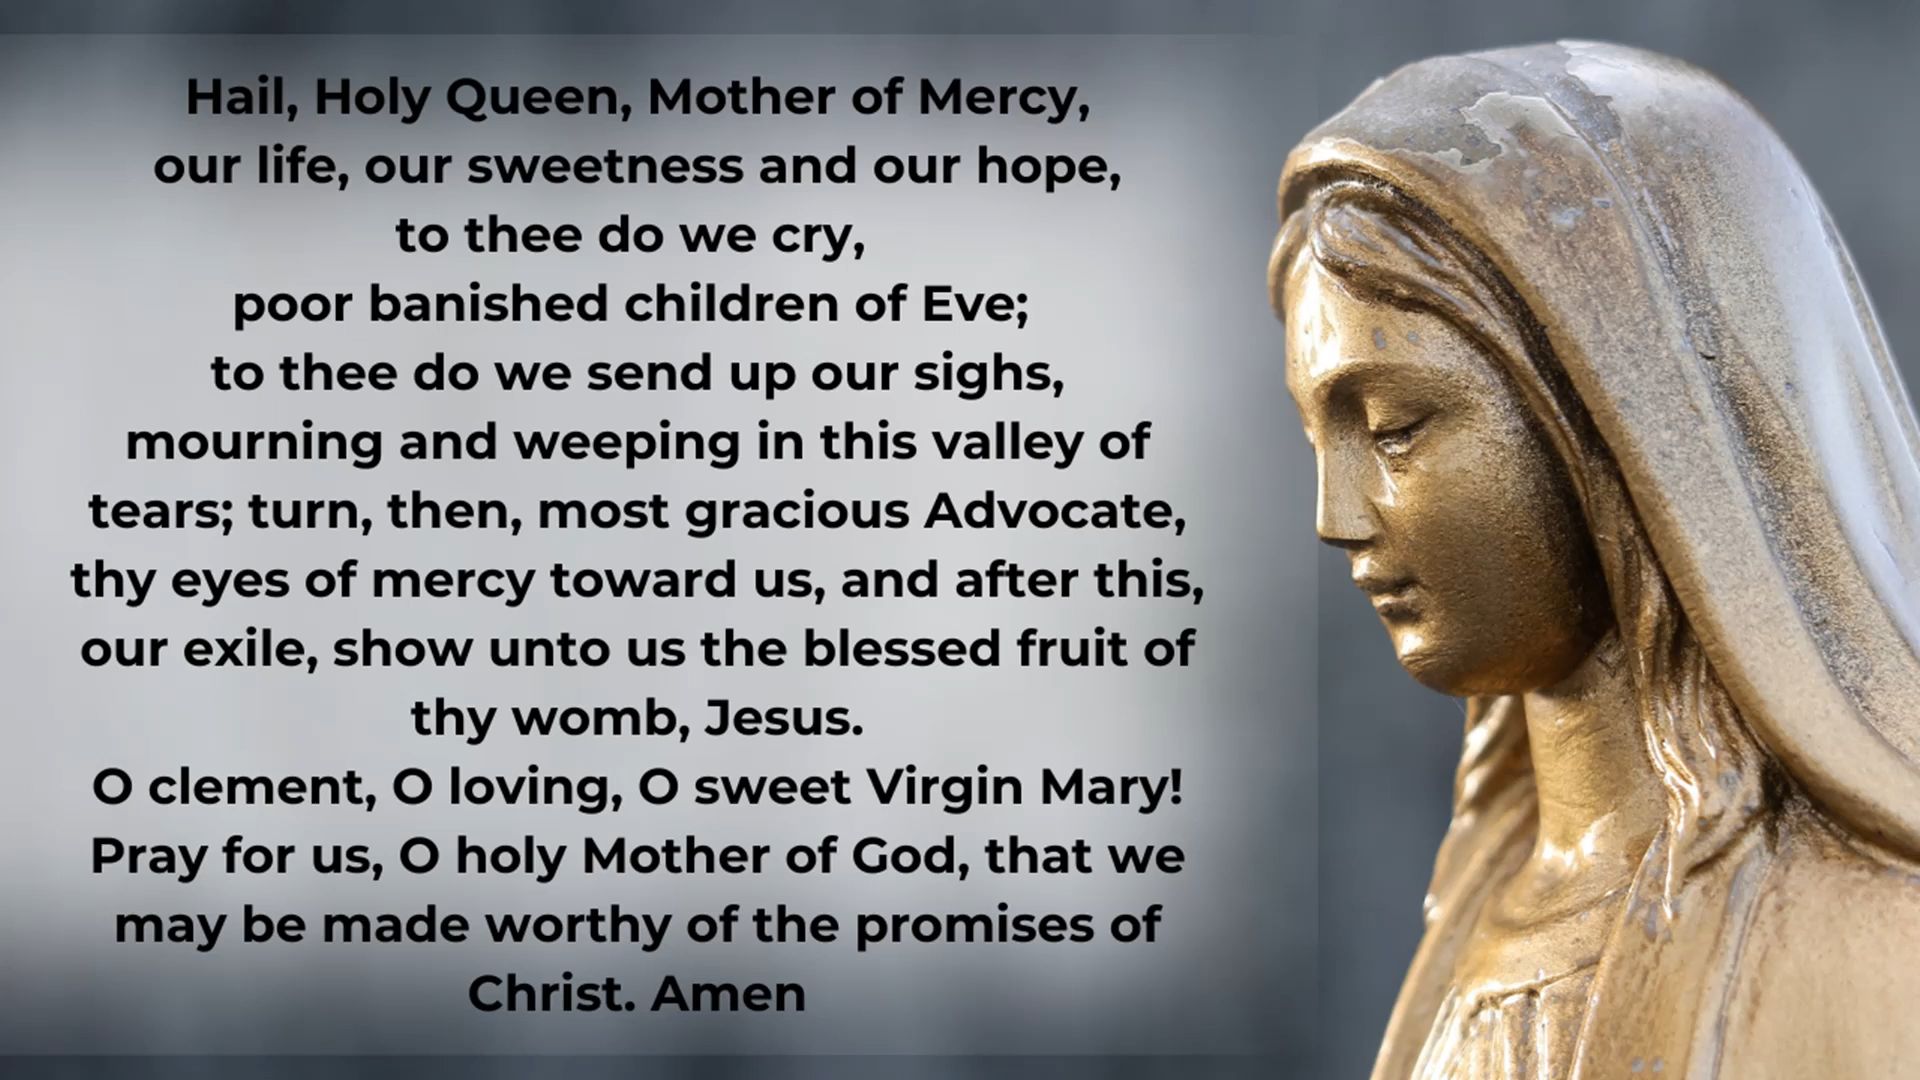 Hail, Holy Queen, Mother of Mercy,
our life, our sweetness and our hope,
to thee do we cry,
poor banished children of Eve;
to thee do we send up our sighs,
mourning and weeping in this valley of
tears; turn, then, most gracious Advocate,
thy eyes of mercy toward us, and after this,
our exile, show unto us the blessed fruit of
thy womb, Jesus.
O clement, O loving, O sweet Virgin Mary!
Pray for us, O holy Mother of God, that we
may be made worthy of the promises of
Christ. Amen